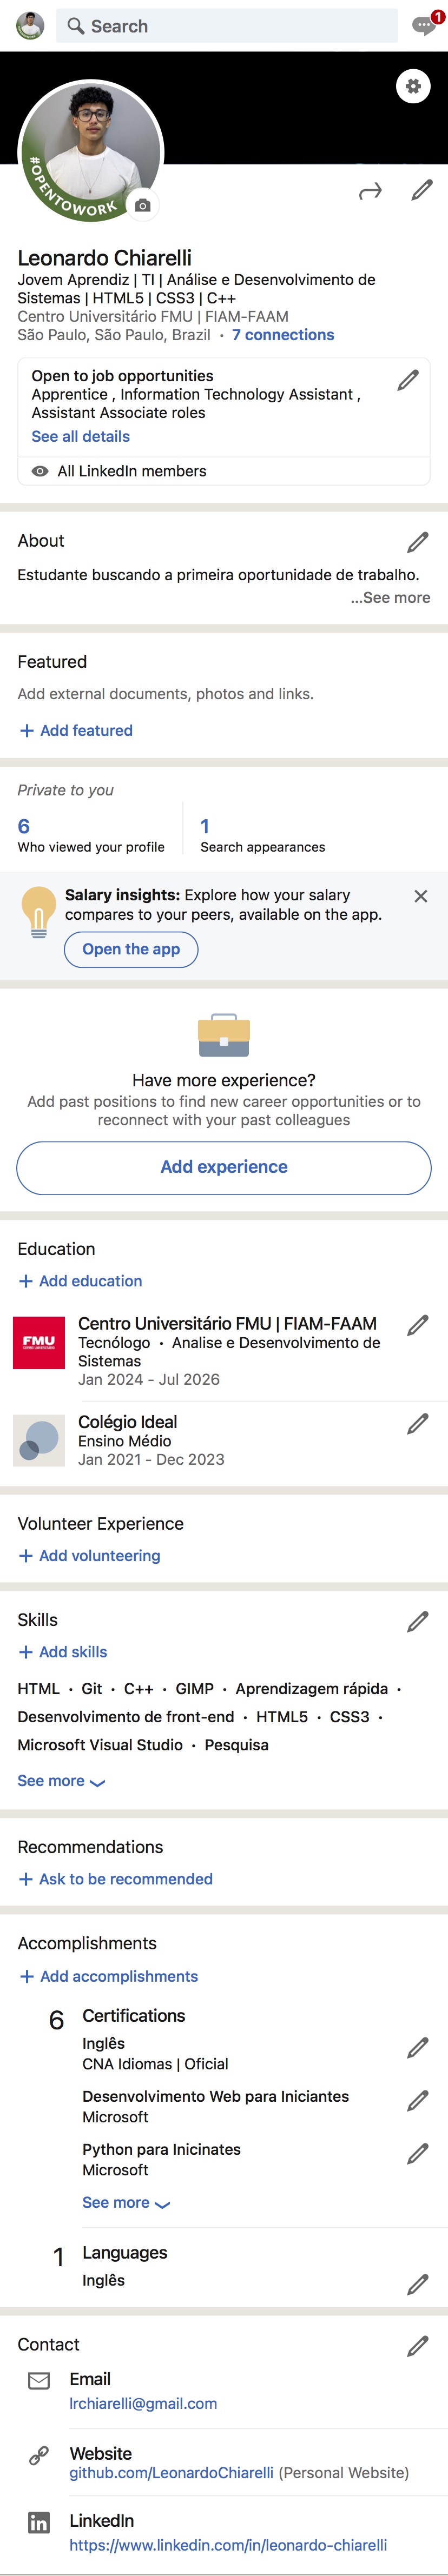 1
Search
#OPENTOWORK
Leonardo Chiarelli
Jovem Aprendiz | TI | Análise e Desenvolvimento de
Sistemas | HTML5 | CSS3 | C++
Centro Universitário FMU | FIAM-FAAM
São Paulo, São Paulo, Brazil · 7 connections
Open to job opportunities
Apprentice , Information Technology Assistant ,
Assistant Associate roles
See all details
All LinkedIn members
About
Estudante buscando a primeira oportunidade de trabalho.
...See more
Featured
Add external documents, photos and links.
+ Add featured
Private to you
6
Who viewed your profile
1
Search appearances
Salary insights: Explore how your salary
compares to your peers, available on the app.
Open the app
Have more experience?
Add past positions to find new career opportunities or to
reconnect with your past colleagues
Add experience
Education
+ Add education
FMU
Centro Universitário FMU | FIAM-FAAM
Tecnólogo · Analise e Desenvolvimento de
Sistemas
Jan 2024 - Jul 2026
Colégio Ideal
Ensino Médio
Jan 2021 - Dec 2023
Volunteer Experience
+ Add volunteering
Skills
+ Add skills
HTML · Git · C++ · GIMP · Aprendizagem rápida ·
Desenvolvimento de front-end · HTML5 · CSS3 ·
Microsoft Visual Studio · Pesquisa
See more
Recommendations
+ Ask to be recommended
Accomplishments
+ Add accomplishments
6 Certifications
Inglês
CNA Idiomas | Oficial
Desenvolvimento Web para Iniciantes
Microsoft
Python para Inicinates
Microsoft
See more
1 Languages
Inglês
Contact
Email
lrchiarelli@gmail.com
Website
github.com/LeonardoChiarelli (Personal Website)
in LinkedIn
https://www.linkedin.com/in/leonardo-chiarelli